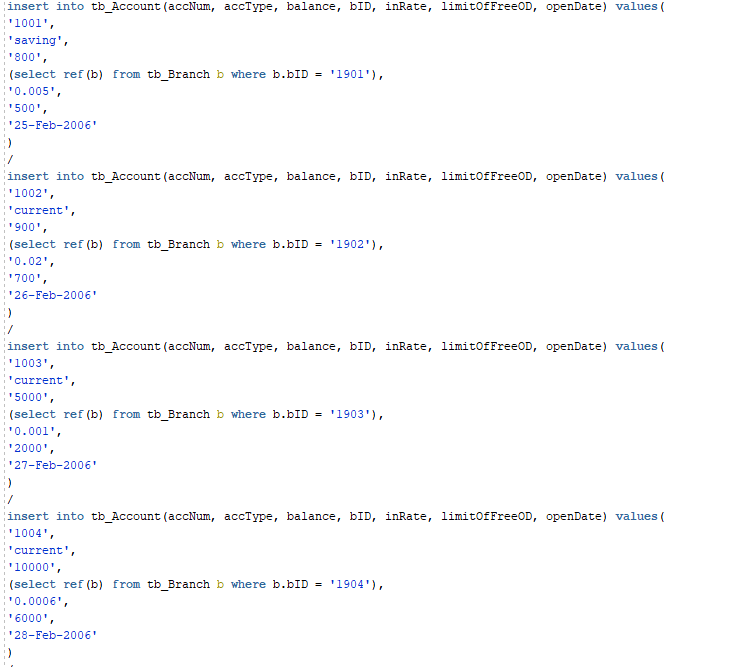 insert into tb_Account(accNum, accType, balance, bID, inRate, limitOfFreeOD, openDate) values(
'1001',
'saving',
'800',
(select ref(b) from tb_Branch b where b.bID = '1901'),
'0.005',
'500',
'25-Feb-2006'
)
/
insert into tb_Account(accNum, accType, balance, bID, inRate, limitOfFreeOD, openDate) values(
'1002',
'current',
'900',
(select ref(b) from tb_Branch b where b.bID = '1902'),
'0.02',
'700',
'26-Feb-2006'
)
/
insert into tb_Account(accNum, accType, balance, bID, inRate, limitOfFreeOD, openDate) values(
'1003',
'current',
'5000',
(select ref(b) from tb_Branch b where b.bID = '1903'),
'0.001',
'2000',
'27-Feb-2006'
)
/
insert into tb_Account(accNum, accType, balance, bID, inRate, limitOfFreeOD, openDate) values(
'1004',
'current',
'10000',
(select ref(b) from tb_Branch b where b.bID = '1904'),
'0.0006',
'6000',
'28-Feb-2006'
)